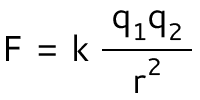 F = k q₁q₂ / r²